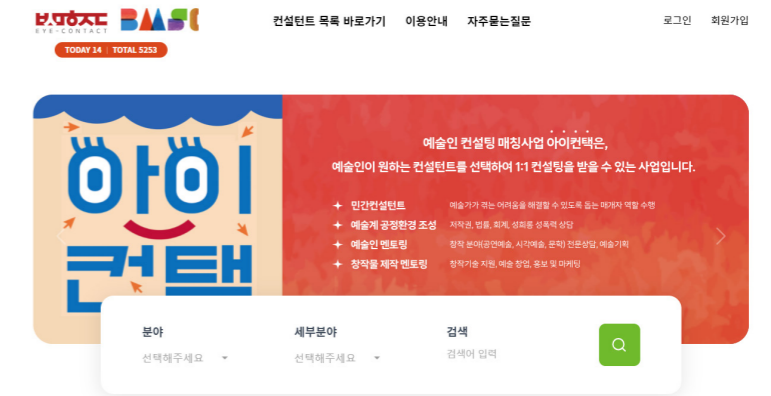 EYE-CONTACT
컨설턴트 목록 바로가기 이용안내 자주묻는질문
로그인 회원가입
TODAY 14 | TOTAL 5253
아이
컨택
예술인 컨설팅 매칭사업 아이컨택은,
예술인이 원하는 컨설턴트를 선택하여 1:1 컨설팅을 받을 수 있는 사업입니다.
민간컨설턴트 예술가가 겪는 어려움을 해결할 수 있도록 돕는 매개자 역할 수행
예술계 공정환경 조성 저작권, 법률, 회계, 성희롱 성폭력 상담
예술인 멘토링 창작 분야(공연예술, 시각예술, 문학) 전문상담, 예술기획
창작물 제작 멘토링 창작기술 지원, 예술 창업, 홍보 및 마케팅
분야 세부분야 검색
선택해주세요 선택해주세요 검색어 입력